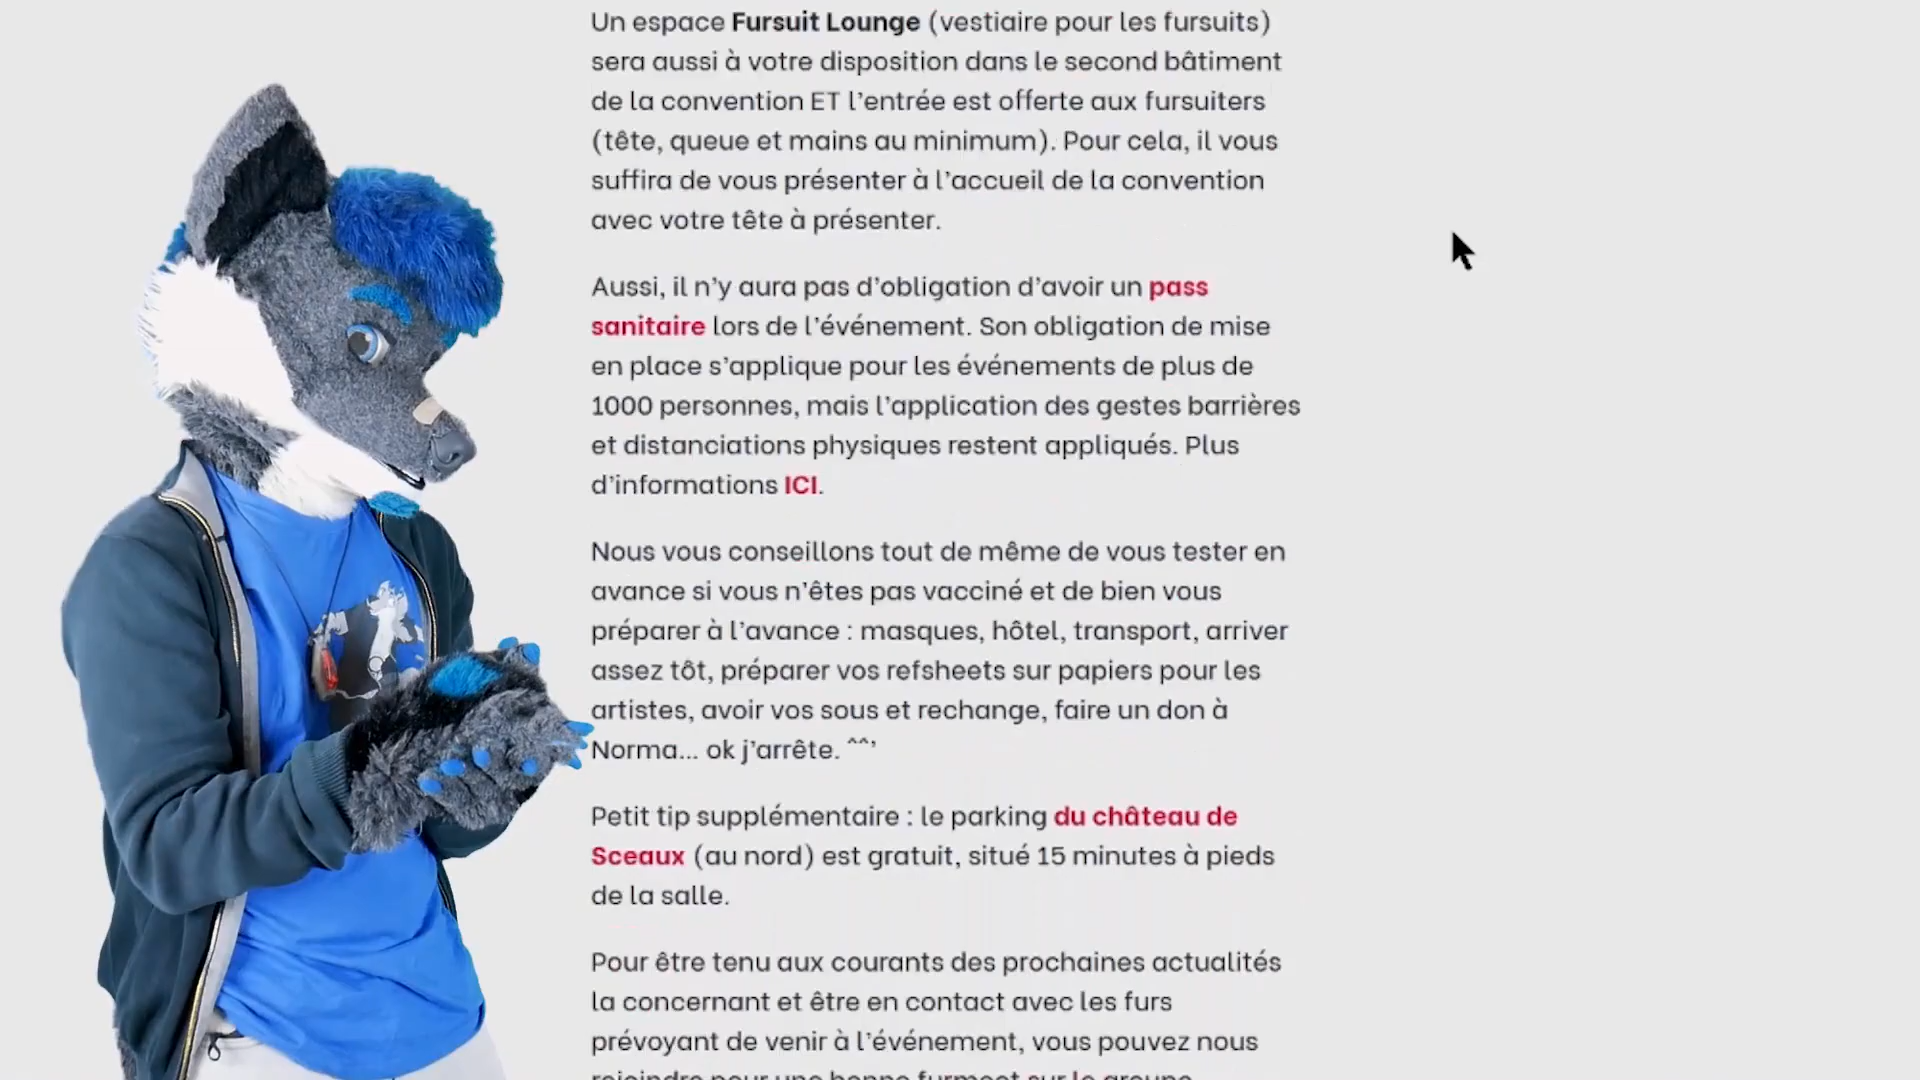 Un espace Fursuit Lounge (vestiaire pour les fursuits)
sera aussi à votre disposition dans le second bâtiment
de la convention ET l’entrée est offerte aux fursuiters
(tête, queue et mains au minimum). Pour cela, il vous
suffira de vous présenter à l’accueil de la convention
avec votre tête à présenter.
Aussi, il n’y aura pas d’obligation d’avoir un pass
sanitaire lors de l’événement. Son obligation de mise
en place s’applique pour les événements de plus de
1000 personnes, mais l’application des gestes barrières
et distanciations physiques restent appliqués. Plus
d’informations ICI.
Nous vous conseillons tout de même de vous tester en
avance si vous n’êtes pas vacciné et de bien vous
préparer à l’avance : masques, hôtel, transport, arriver
assez tôt, préparer vos refsheets sur papiers pour les
artistes, avoir vos sous et rechange, faire un don à
Norma... ok j’arrête. ^^’
Petit tip supplémentaire : le parking du château de
Sceaux (au nord) est gratuit, situé 15 minutes à pieds
de la salle.
Pour être tenu aux courants des prochaines actualités
la concernant et être en contact avec les furs
prévoyant de venir à l’événement, vous pouvez nous
rejoindre pour une bonne furmeet sur le groupe